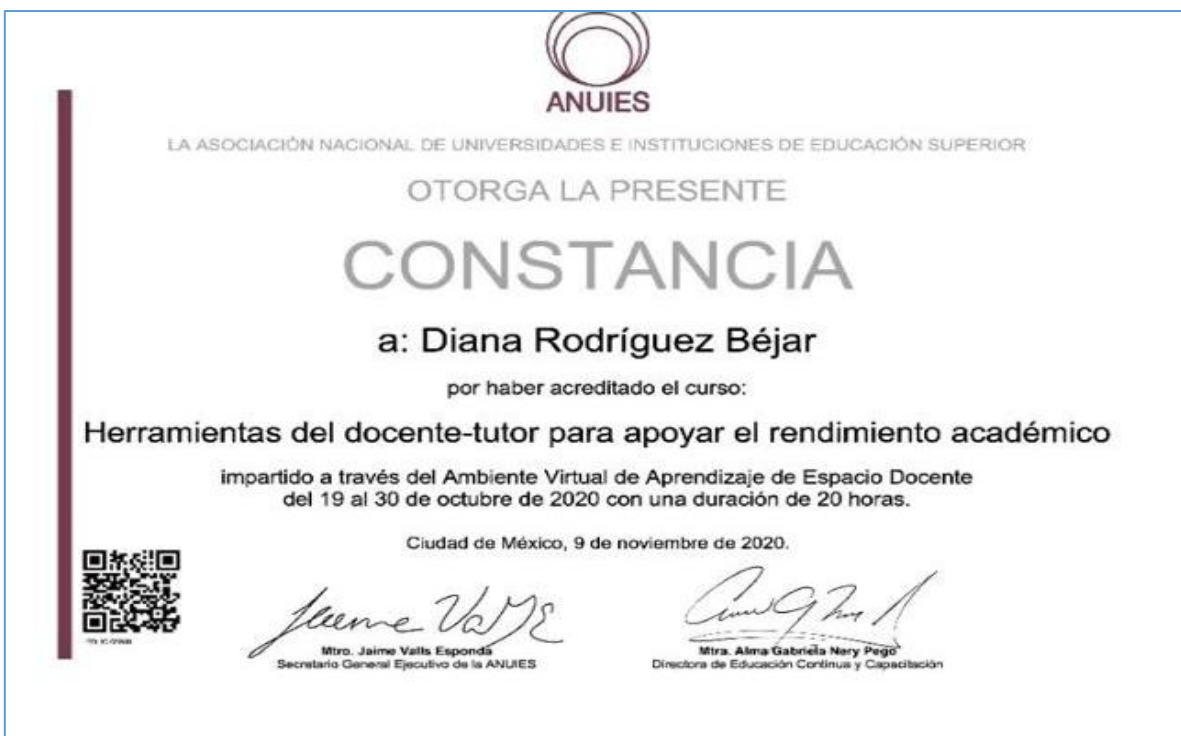 ANUIES
LA ASOCIACIÓN NACIONAL DE UNIVERSIDADES E INSTITUCIONES DE EDUCACIÓN SUPERIOR
OTORGA LA PRESENTE
CONSTANCIA
a: Diana Rodríguez Béjar
por haber acreditado el curso:
Herramientas del docente-tutor para apoyar el rendimiento académico
impartido a través del Ambiente Virtual de Aprendizaje de Espacio Docente
del 19 al 30 de octubre de 2020 con una duración de 20 horas.
Ciudad de México, 9 de noviembre de 2020.
Mtro. Jaime Valls Esponda
Secretario General Ejecutivo de la ANUIES
Mtra. Alma Gabriela Nery Pego
Directora de Educación Continua y Capacitación